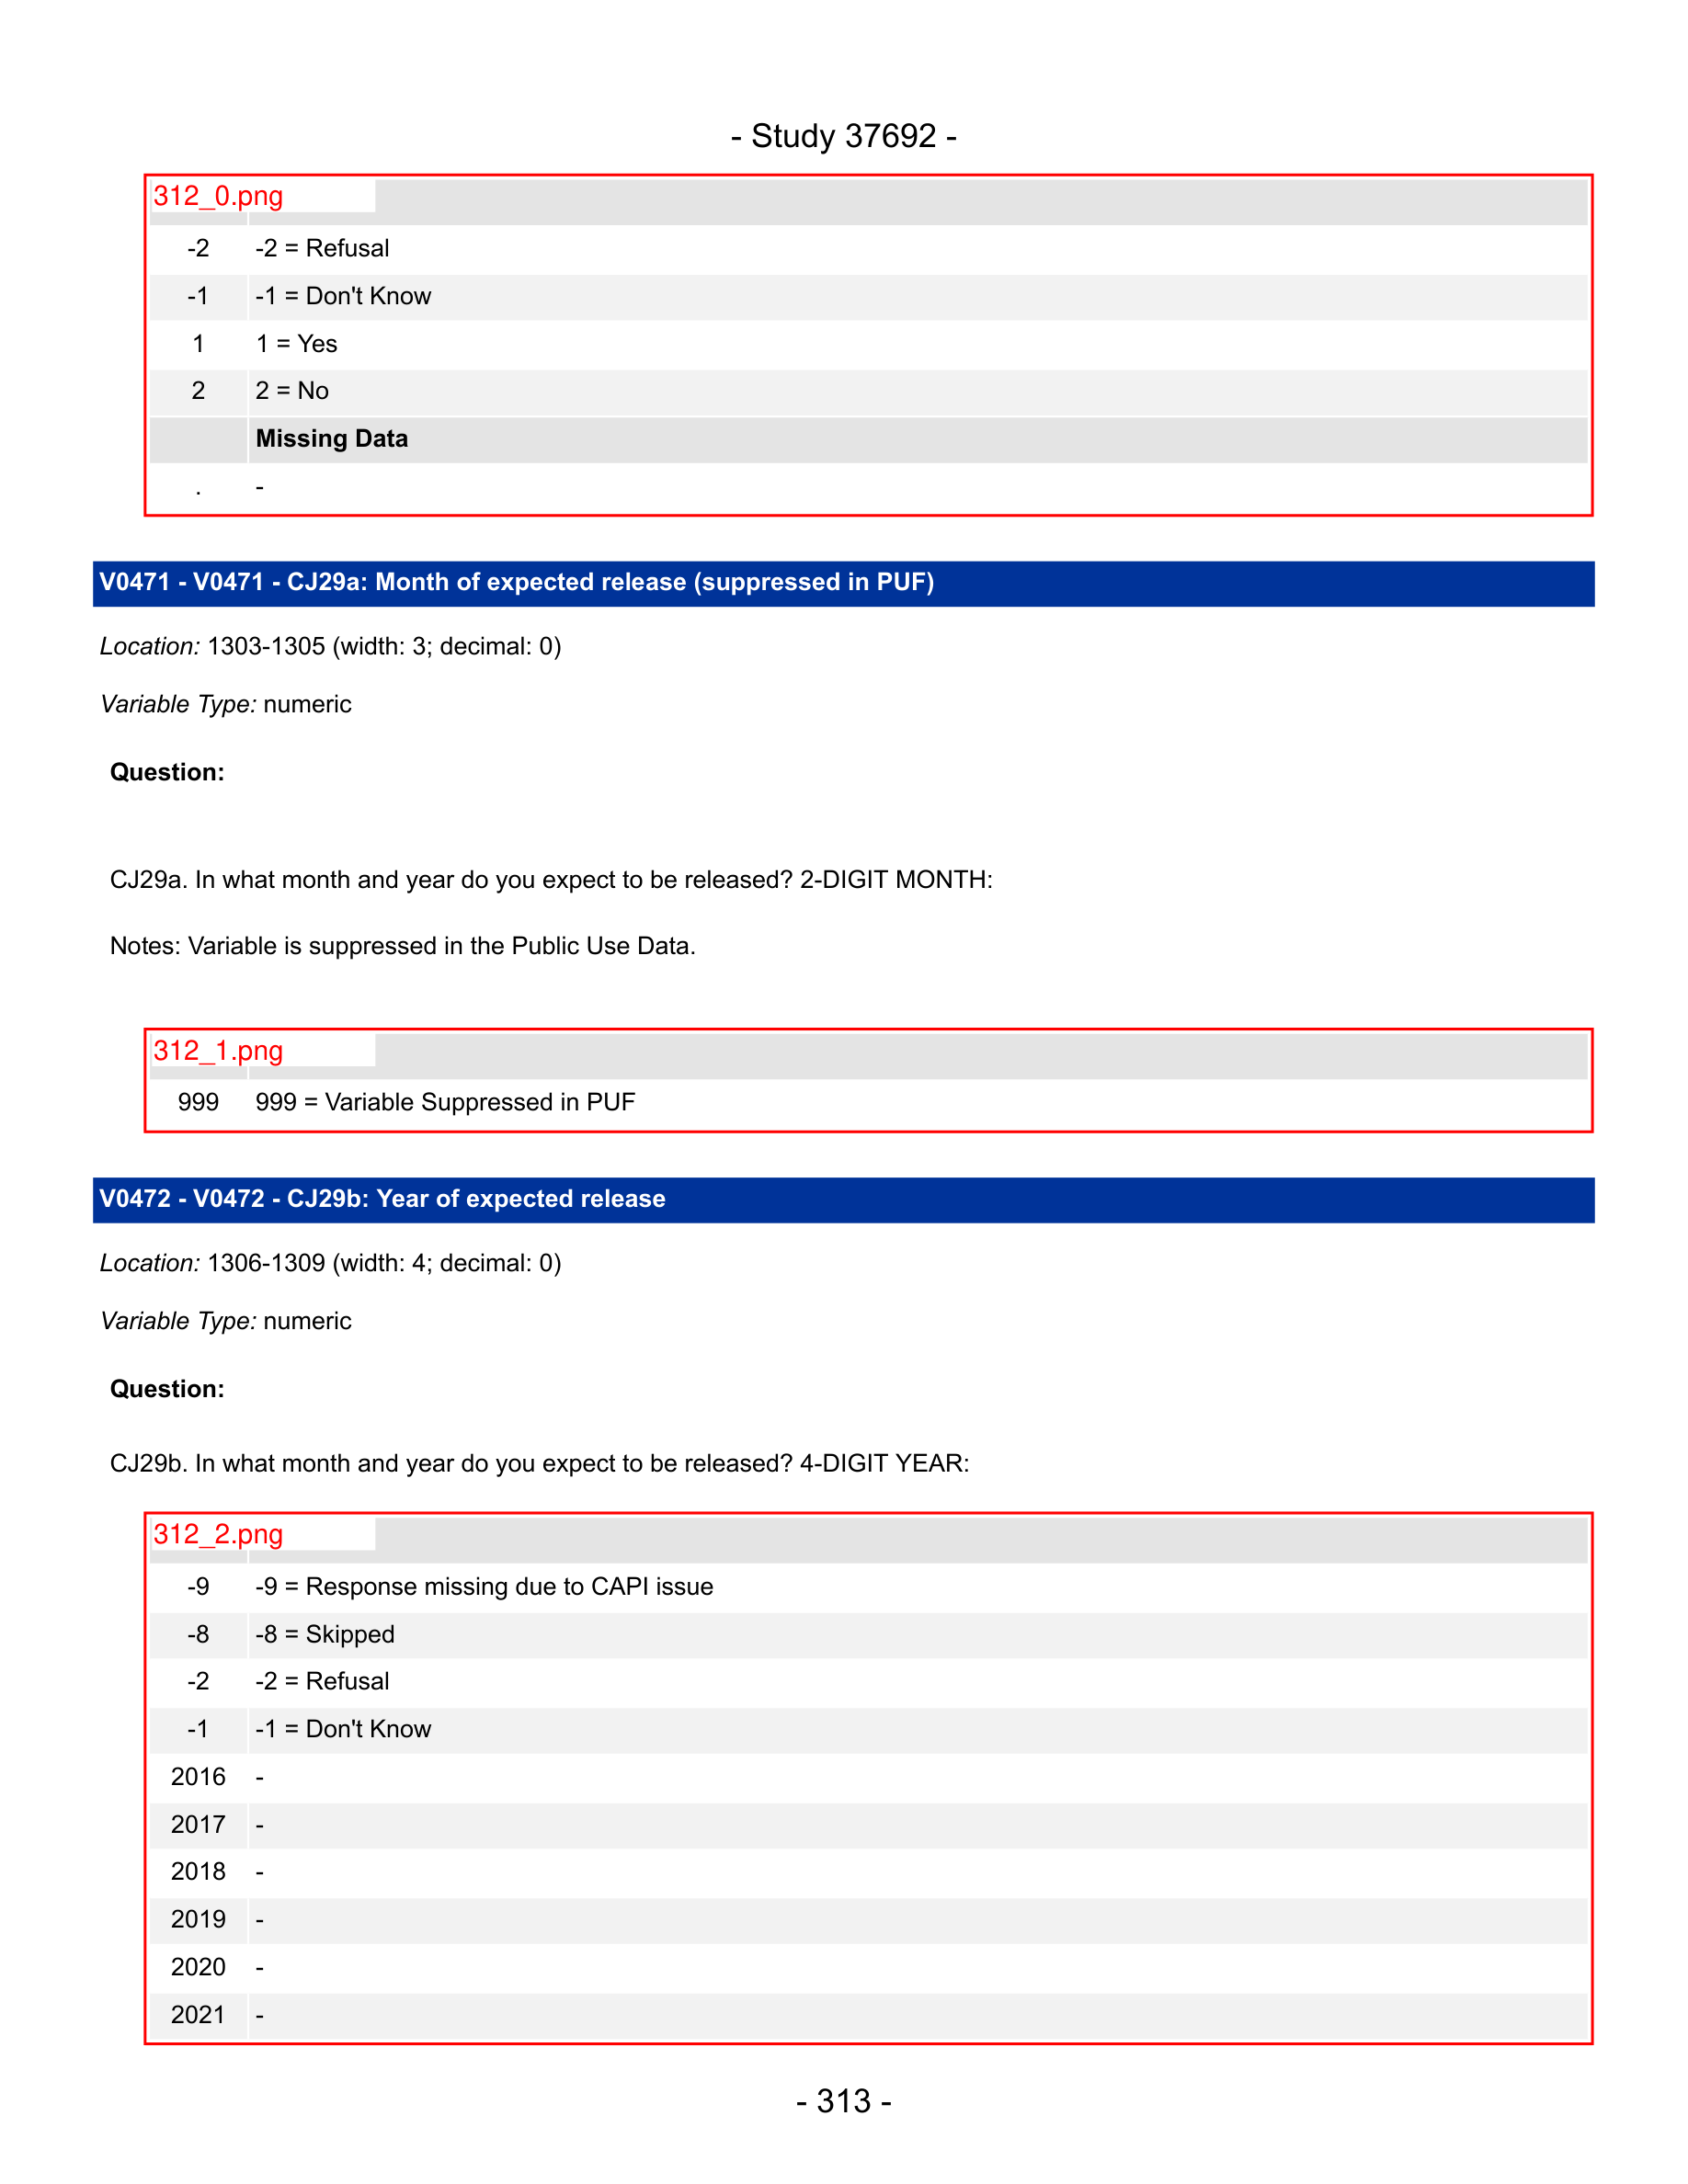 - Study 37692 -
312_0.png
-2 -2 = Refusal
-1 -1 = Don't Know
1 1 = Yes
2 2 = No
Missing Data
. -
V0471 - V0471 - CJ29a: Month of expected release (suppressed in PUF)
Location: 1303-1305 (width: 3; decimal: 0)
Variable Type: numeric
Question:
CJ29a. In what month and year do you expect to be released? 2-DIGIT MONTH:
Notes: Variable is suppressed in the Public Use Data.
312_1.png
999 999 = Variable Suppressed in PUF
V0472 - V0472 - CJ29b: Year of expected release
Location: 1306-1309 (width: 4; decimal: 0)
Variable Type: numeric
Question:
CJ29b. In what month and year do you expect to be released? 4-DIGIT YEAR:
312_2.png
-9 -9 = Response missing due to CAPI issue
-8 -8 = Skipped
-2 -2 = Refusal
-1 -1 = Don't Know
2016 -
2017 -
2018 -
2019 -
2020 -
2021 -
- 313 -